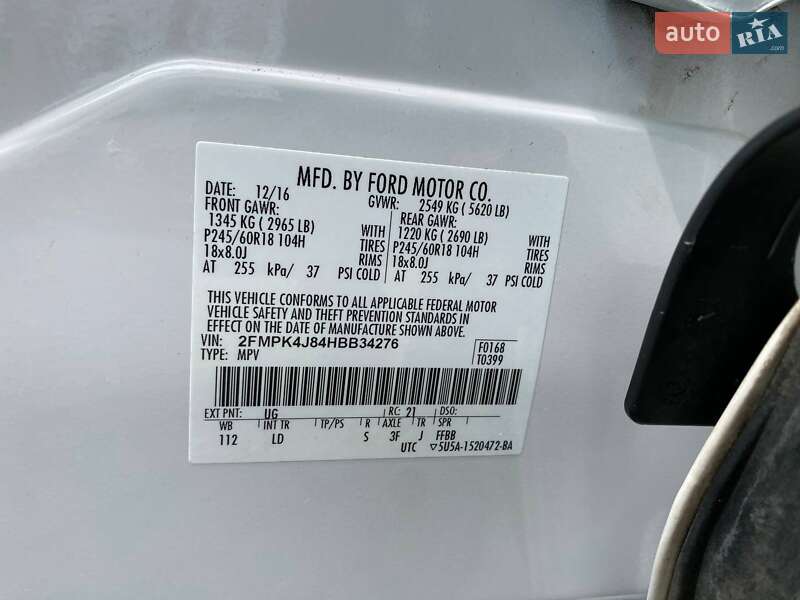 auto RIA
MFD. BY FORD MOTOR CO.
DATE: 12/16 GVWR: 2549 KG ( 5620 LB)
FRONT GAWR: REAR GAWR:
1345 KG ( 2965 LB) WITH 1220 KG ( 2690 LB) WITH
P245/60R18 104H TIRES P245/60R18 104H TIRES
18x8.0J RIMS 18x8.0J RIMS
AT 255 kPa/ 37 PSI COLD AT 255 kPa/ 37 PSI COLD
THIS VEHICLE CONFORMS TO ALL APPLICABLE FEDERAL MOTOR
VEHICLE SAFETY AND THEFT PREVENTION STANDARDS IN
EFFECT ON THE DATE OF MANUFACTURE SHOWN ABOVE.
VIN: 2FMPK4J84HBB34276 F0168
TYPE: MPV T0399
EXT PNT: UG RC: 21 DSO:
WB INT TR TP/PS R AXLE TR SPR
112 LD S 3F J FFBB
UTC ▽5U5A-1520472-BA